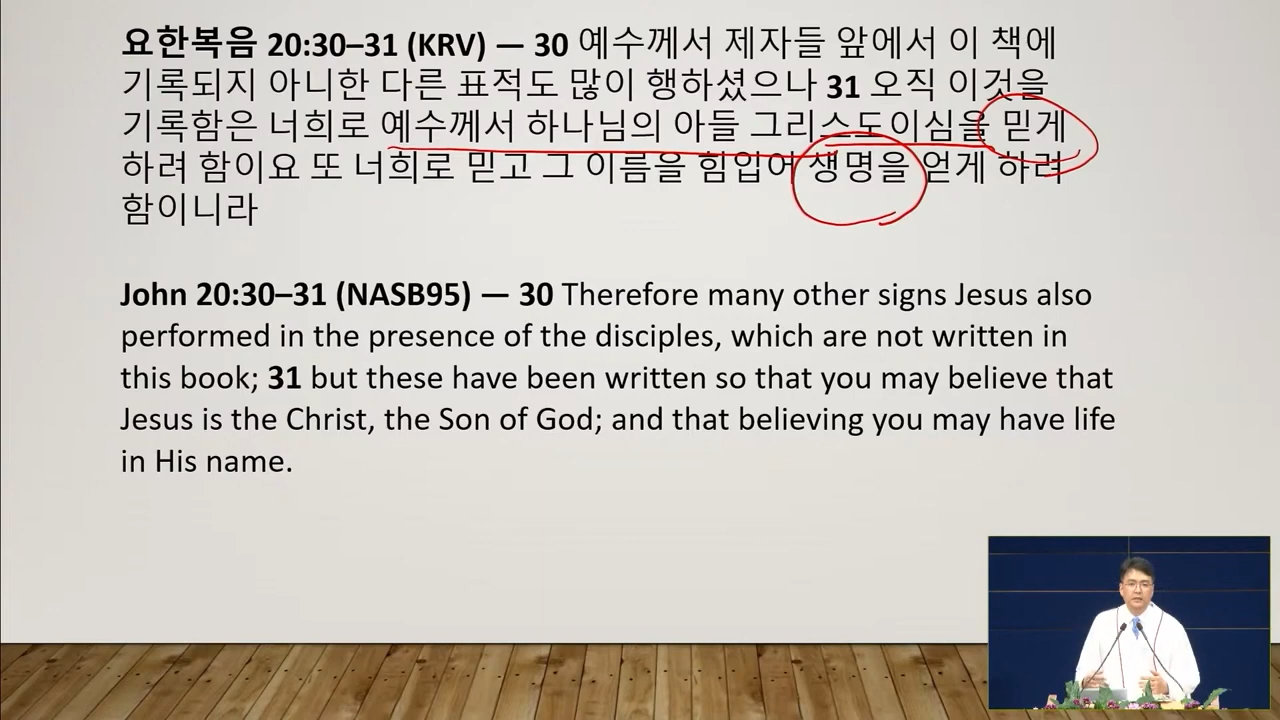 요한복음 20:30–31 (KRV) — 30 예수께서 제자들 앞에서 이 책에
기록되지 아니한 다른 표적도 많이 행하셨으나 31 오직 이것을
기록함은 너희로 예수께서 하나님의 아들 그리스도이심을 믿게
하려 함이요 또 너희로 믿고 그 이름을 힘입어 생명을 얻게 하려
함이니라
John 20:30–31 (NASB95) — 30 Therefore many other signs Jesus also
performed in the presence of the disciples, which are not written in
this book; 31 but these have been written so that you may believe that
Jesus is the Christ, the Son of God; and that believing you may have life
in His name.